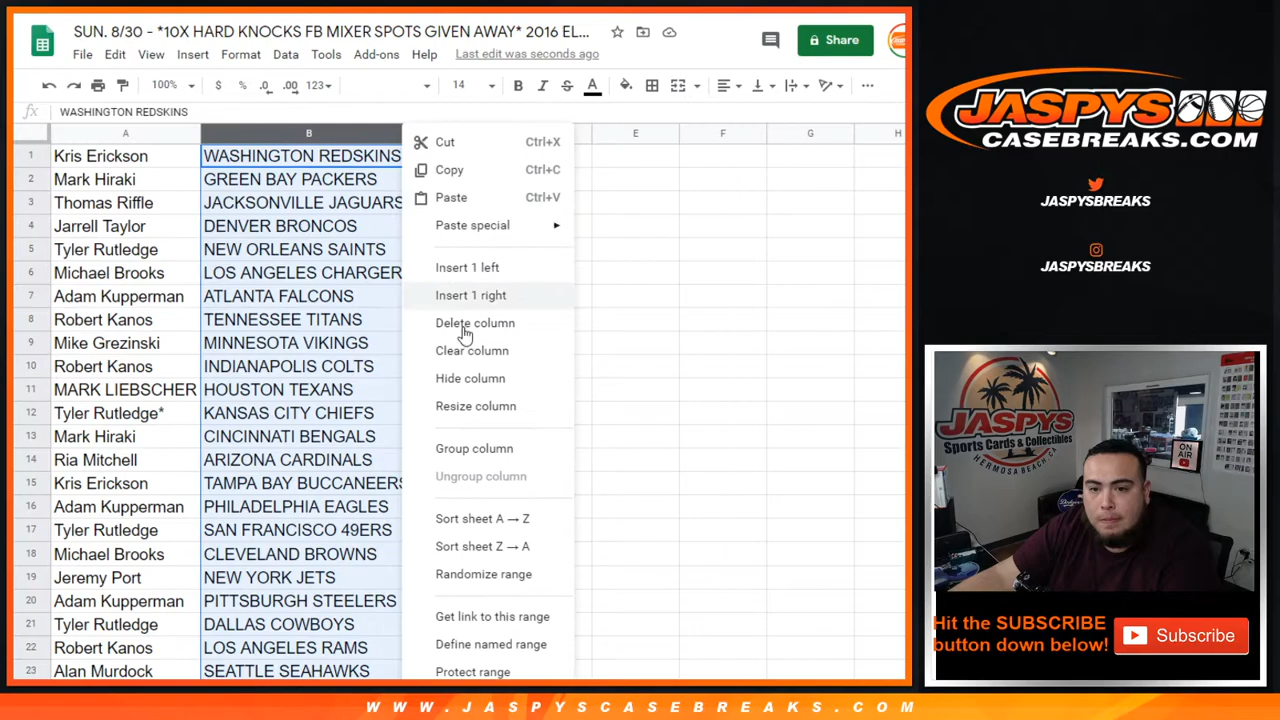 SUN. 8/30 - *10X HARD KNOCKS FB MIXER SPOTS GIVEN AWAY* 2016 EL...
File Edit View Insert Format Data Tools Add-ons Help Last edit was seconds ago
Share
100% $ % .0 .00 123 14 B I S A
fx WASHINGTON REDSKINS
A B E F G H
1 Kris Erickson WASHINGTON REDSKINS
2 Mark Hiraki GREEN BAY PACKERS
3 Thomas Riffle JACKSONVILLE JAGUARS
4 Jarrell Taylor DENVER BRONCOS
5 Tyler Rutledge NEW ORLEANS SAINTS
6 Michael Brooks LOS ANGELES CHARGER
7 Adam Kupperman ATLANTA FALCONS
8 Robert Kanos TENNESSEE TITANS
9 Mike Grezinski MINNESOTA VIKINGS
10 Robert Kanos INDIANAPOLIS COLTS
11 MARK LIEBSCHER HOUSTON TEXANS
12 Tyler Rutledge* KANSAS CITY CHIEFS
13 Mark Hiraki CINCINNATI BENGALS
14 Ria Mitchell ARIZONA CARDINALS
15 Kris Erickson TAMPA BAY BUCCANEERS
16 Adam Kupperman PHILADELPHIA EAGLES
17 Tyler Rutledge SAN FRANCISCO 49ERS
18 Michael Brooks CLEVELAND BROWNS
19 Jeremy Port NEW YORK JETS
20 Adam Kupperman PITTSBURGH STEELERS
21 Tyler Rutledge DALLAS COWBOYS
22 Robert Kanos LOS ANGELES RAMS
23 Alan Murdock SEATTLE SEAHAWKS
Cut Ctrl+X
Copy Ctrl+C
Paste Ctrl+V
Paste special
Insert 1 left
Insert 1 right
Delete column
Clear column
Hide column
Resize column
Group column
Ungroup column
Sort sheet A → Z
Sort sheet Z → A
Randomize range
Get link to this range
Define named range
Protect range
JASPYS
CASEBREAKS.COM
JASPYSBREAKS
JASPYSBREAKS
JASPYS
Sports Cards & Collectibles
HERMOSA BEACH, CA
ON
AIR
Hit the SUBSCRIBE
button down below!
Subscribe
WWW.JASPYSCASEBREAKS.COM